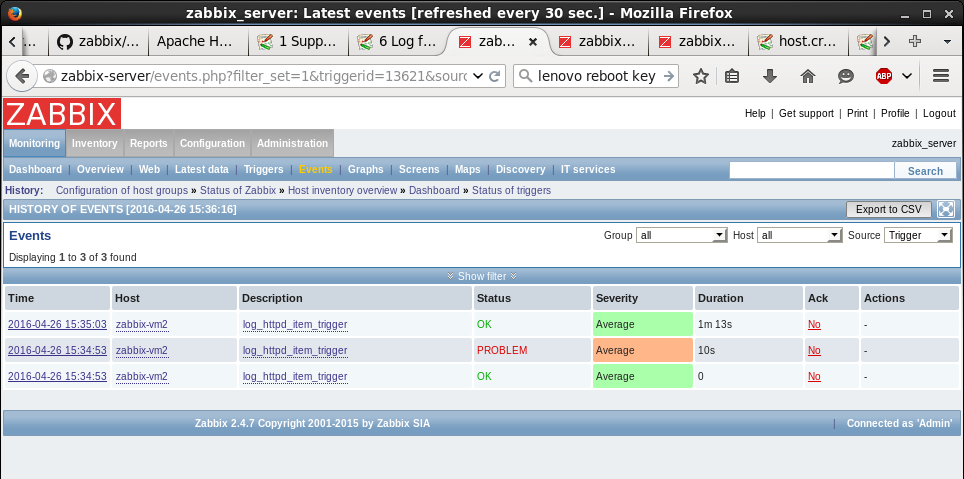 zabbix_server: Latest events [refreshed every 30 sec.] - Mozilla Firefox
... zabbix/... Apache H... 1 Supp... 6 Log f... zab... zabbix... zabbix... host.cr...
zabbix-server/events.php?filter_set=1&triggerid=13621&sourc lenovo reboot key ABP
ZABBIX
Help | Get support | Print | Profile | Logout
Monitoring Inventory Reports Configuration Administration zabbix_server
Dashboard | Overview | Web | Latest data | Triggers | Events | Graphs | Screens | Maps | Discovery | IT services Search
History: Configuration of host groups » Status of Zabbix » Host inventory overview » Dashboard » Status of triggers
HISTORY OF EVENTS [2016-04-26 15:36:16] Export to CSV
Events Group all Host all Source Trigger
Displaying 1 to 3 of 3 found
Show filter
Time Host Description Status Severity Duration Ack Actions
2016-04-26 15:35:03 zabbix-vm2 log_httpd_item_trigger OK Average 1m 13s No -
2016-04-26 15:34:53 zabbix-vm2 log_httpd_item_trigger PROBLEM Average 10s No -
2016-04-26 15:34:53 zabbix-vm2 log_httpd_item_trigger OK Average 0 No -
Zabbix 2.4.7 Copyright 2001-2015 by Zabbix SIA | Connected as 'Admin'